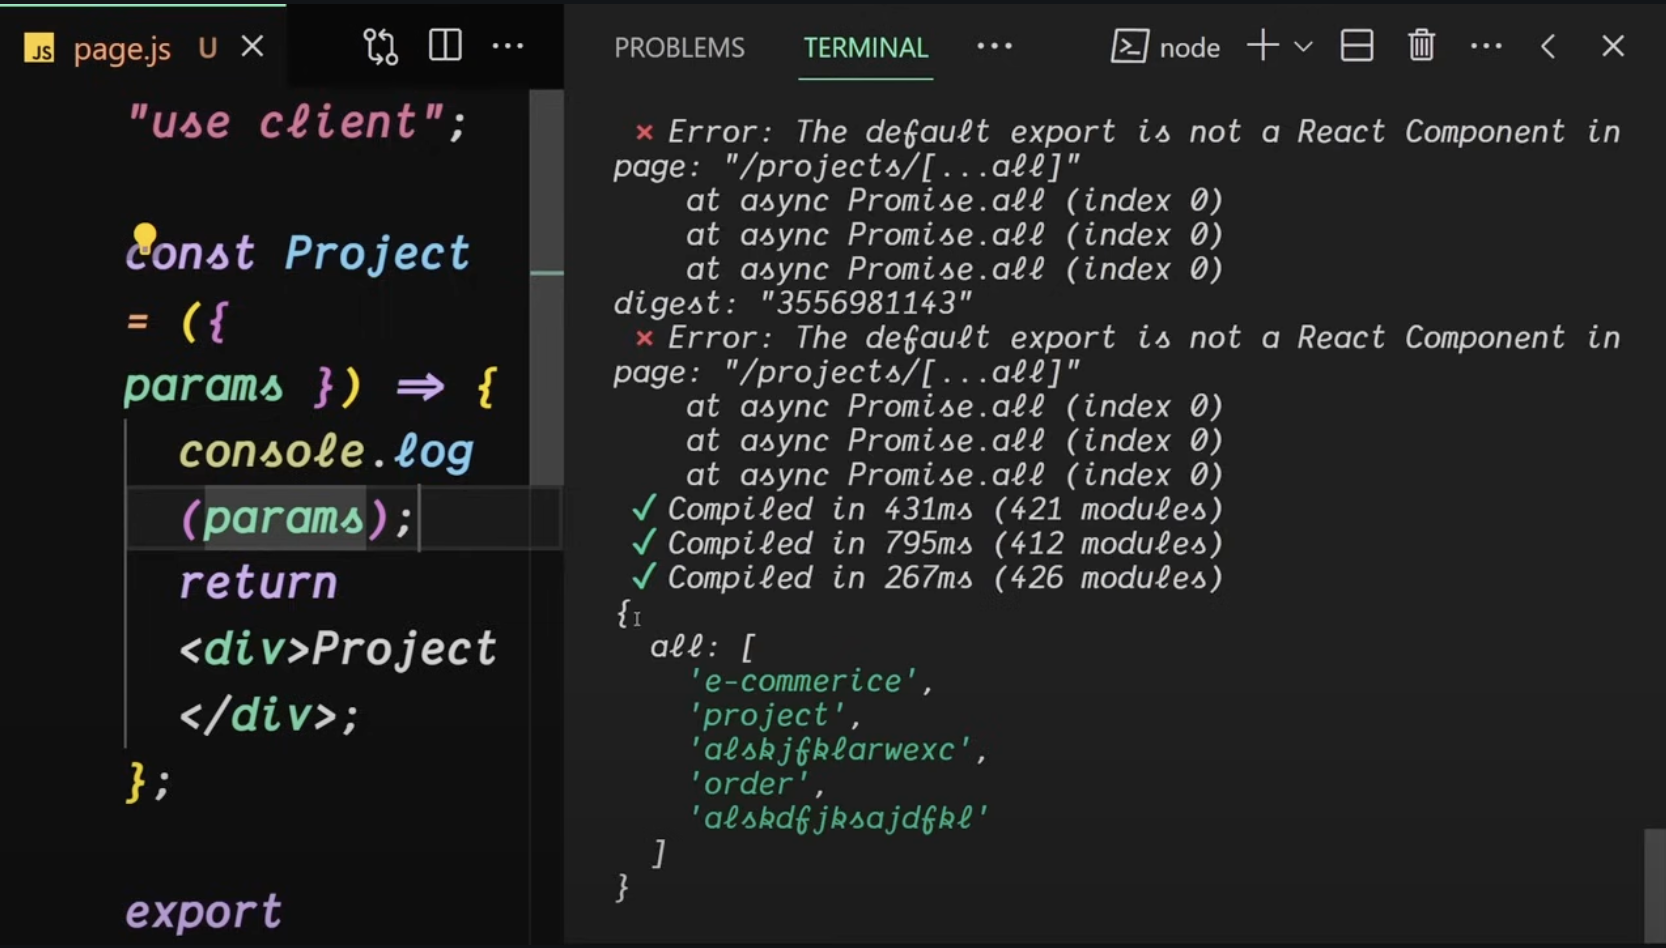 JS page.js U
PROBLEMS TERMINAL node
"use client";
const Project
= ({
params }) => {
console.log
(params);
return
<div>Project
</div>;
};
export
× Error: The default export is not a React Component in
page: "/projects/[...all]"
at async Promise.all (index 0)
at async Promise.all (index 0)
at async Promise.all (index 0)
digest: "3556981143"
× Error: The default export is not a React Component in
page: "/projects/[...all]"
at async Promise.all (index 0)
at async Promise.all (index 0)
at async Promise.all (index 0)
✓ Compiled in 431ms (421 modules)
✓ Compiled in 795ms (412 modules)
✓ Compiled in 267ms (426 modules)
{
all: [
'e-commerice',
'project',
'alskjfklarwexc',
'order',
'alskdfjksajdfkl'
]
}